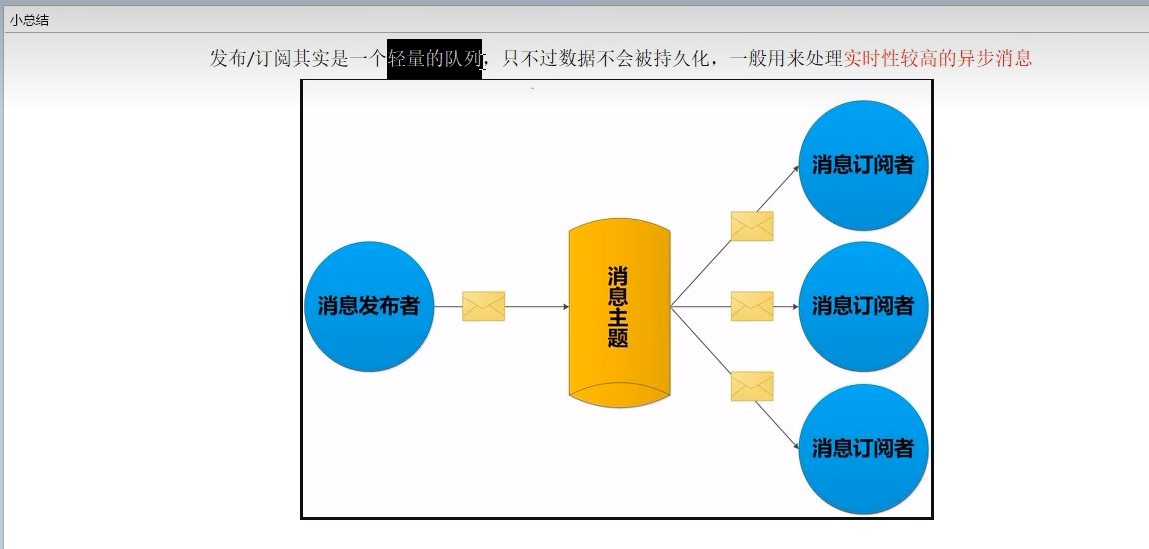 小总结
发布/订阅其实是一个轻量的队列，只不过数据不会被持久化，一般用来处理实时性较高的异步消息
消息发布者
消息主题
消息订阅者
消息订阅者
消息订阅者